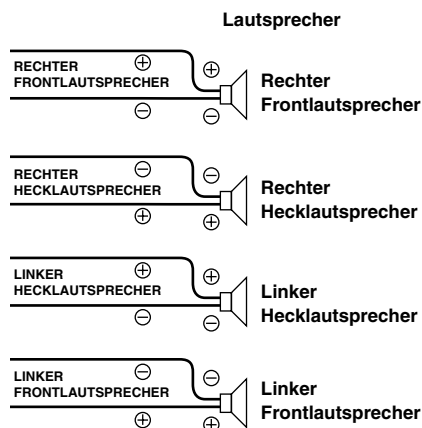 Lautsprecher
RECHTER
FRONTLAUTSPRECHER
⊕
⊖
⊕
⊖
Rechter
Frontlautsprecher
RECHTER
HECKLAUTSPRECHER
⊖
⊕
⊖
⊕
Rechter
Hecklautsprecher
LINKER
HECKLAUTSPRECHER
⊕
⊖
⊕
⊖
Linker
Hecklautsprecher
LINKER
FRONTLAUTSPRECHER
⊖
⊕
⊖
⊕
Linker
Frontlautsprecher